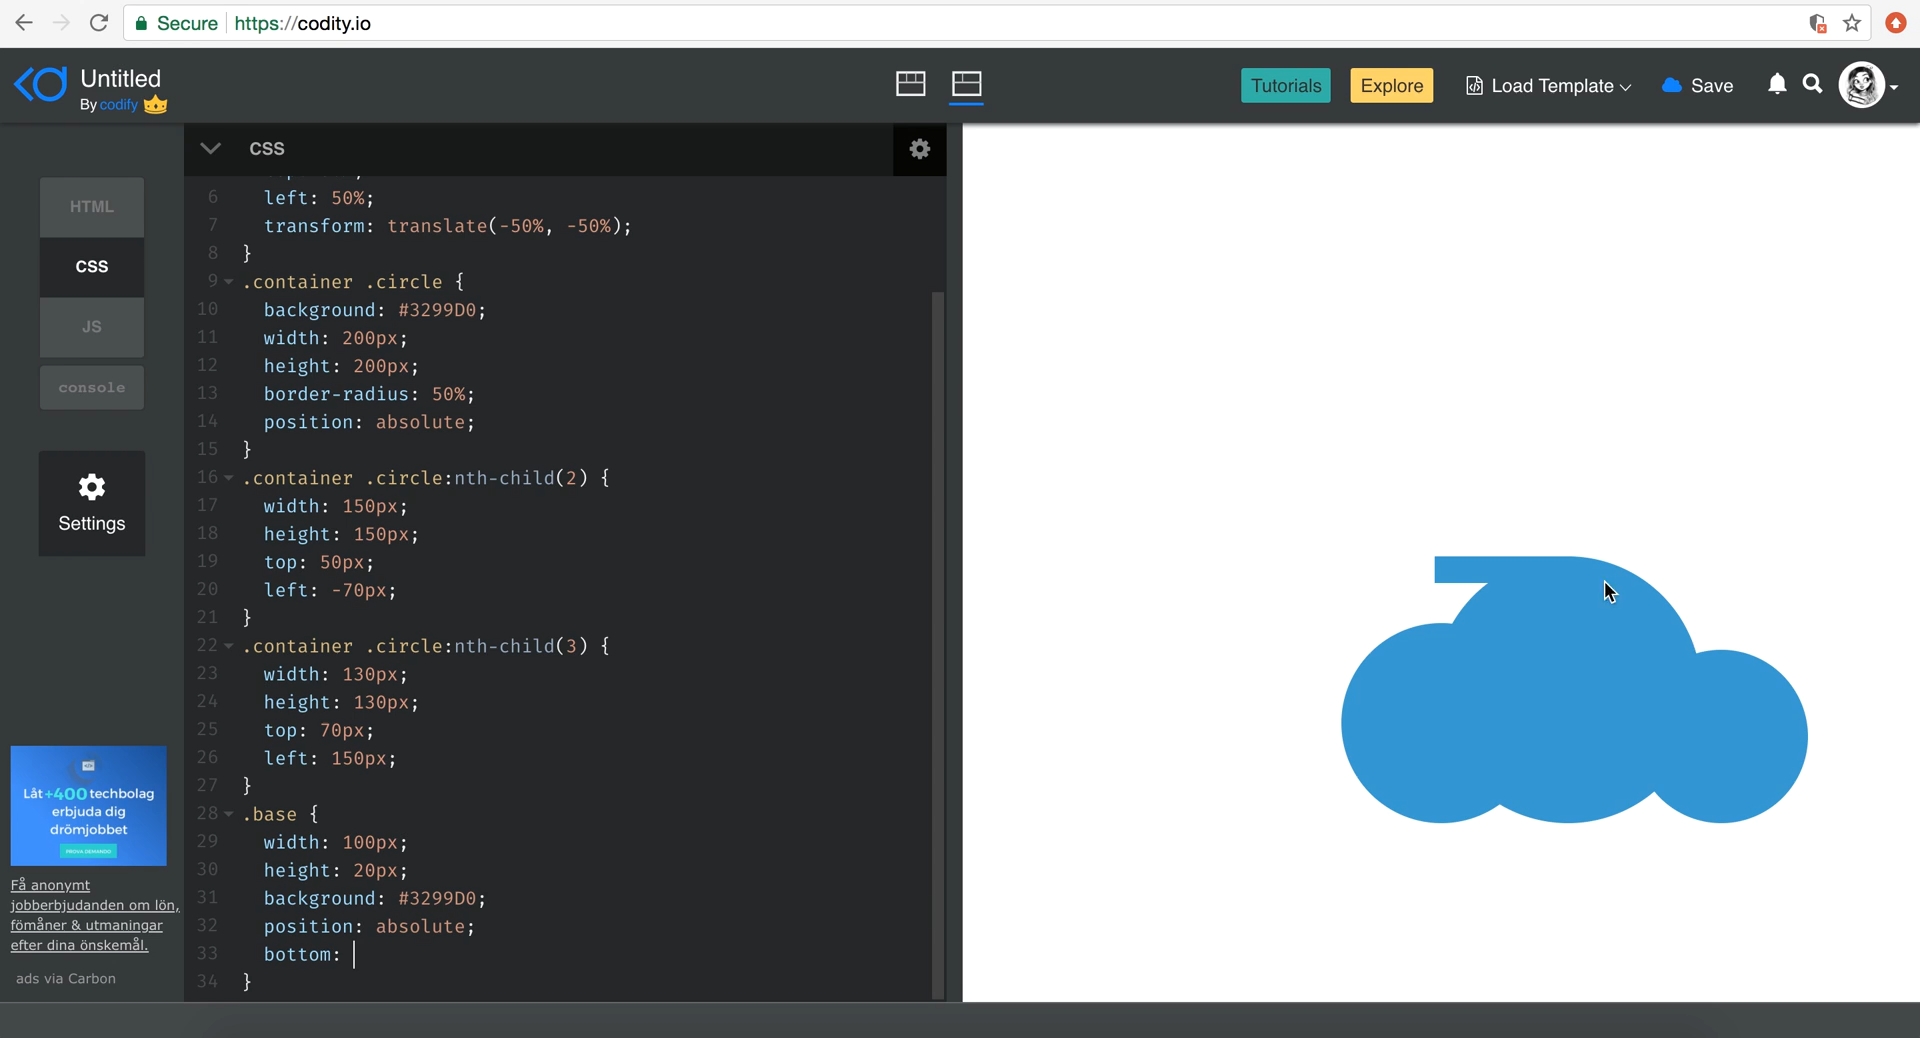 Secure https://codity.io
Untitled
By codify
Tutorials
Explore
Load Template
Save
HTML
CSS
JS
console
Settings
CSS
6 left: 50%;
7 transform: translate(-50%, -50%);
8 }
9 .container .circle {
10 background: #3299D0;
11 width: 200px;
12 height: 200px;
13 border-radius: 50%;
14 position: absolute;
15 }
16 .container .circle:nth-child(2) {
17 width: 150px;
18 height: 150px;
19 top: 50px;
20 left: -70px;
21 }
22 .container .circle:nth-child(3) {
23 width: 130px;
24 height: 130px;
25 top: 70px;
26 left: 150px;
27 }
28 .base {
29 width: 100px;
30 height: 20px;
31 background: #3299D0;
32 position: absolute;
33 bottom:
34 }
Låt +400 techbolag
erbjuda dig
drömjobbet
PROVA DEMANDO
Få anonymt
jobberbjudanden om lön,
fömåner & utmaningar
efter dina önskemål.
ads via Carbon